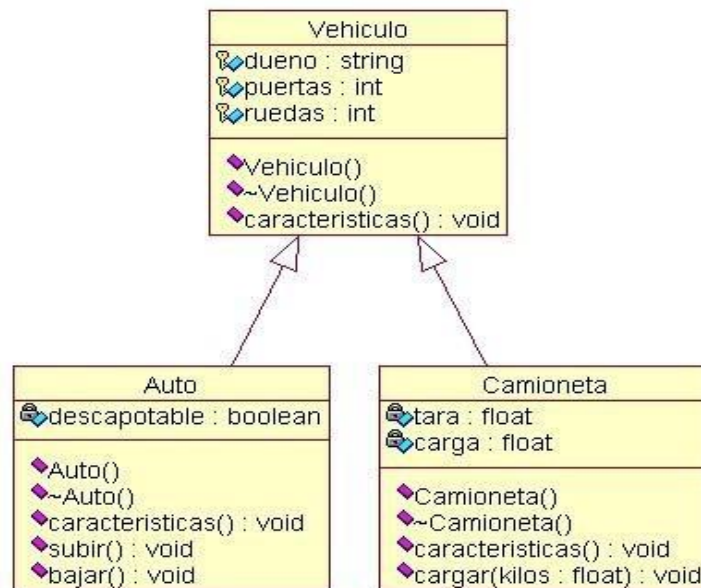 Vehiculo
dueno : string
puertas : int
ruedas : int
Vehiculo()
~Vehiculo()
caracteristicas() : void
Auto
descapotable : boolean
Auto()
~Auto()
caracteristicas() : void
subir() : void
bajar() : void
Camioneta
tara : float
carga : float
Camioneta()
~Camioneta()
caracteristicas() : void
cargar(kilos : float) : void